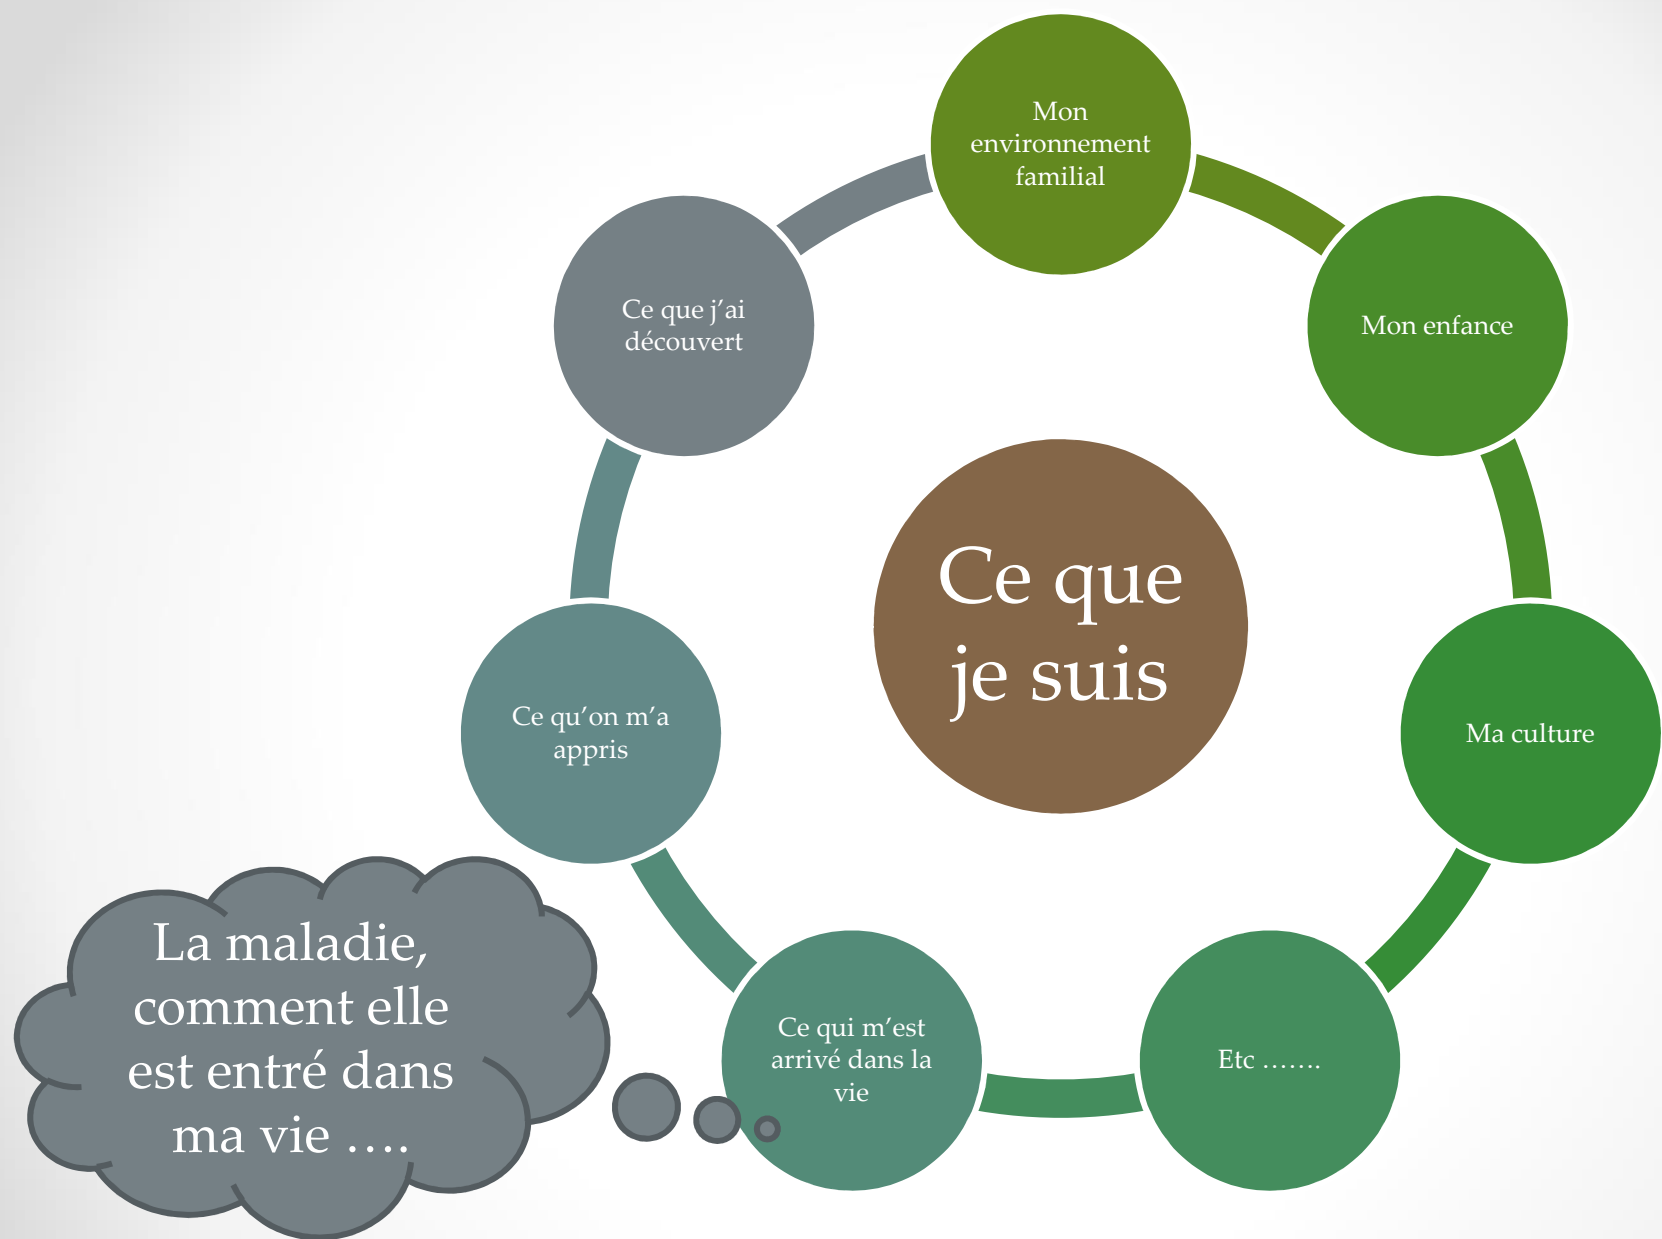 Mon
environnement
familial
Mon enfance
Ma culture
Etc …….
Ce qui m’est
arrivé dans la
vie
Ce qu’on m’a
appris
Ce que j’ai
découvert
Ce que
je suis
La maladie,
comment elle
est entré dans
ma vie ….